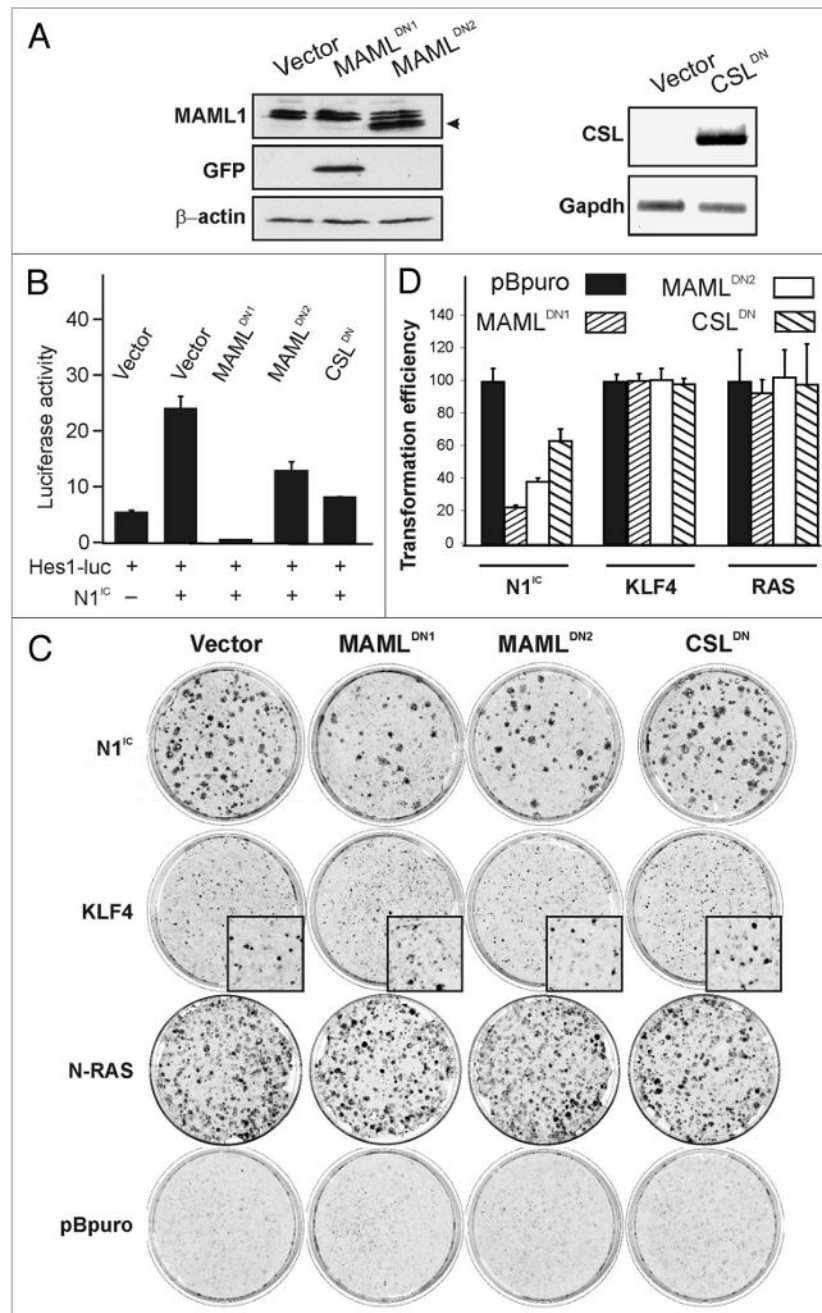 A
Vector
MAML^DN1
MAML^DN2
MAML1
GFP
β–actin
Vector
CSL^DN
CSL
Gapdh
B
Luciferase activity
40
30
20
10
0
Vector
Vector
MAML^DN1
MAML^DN2
CSL^DN
Hes1-luc + + + + +
N1^IC – + + + +
D
pBpuro
MAML^DN2
MAML^DN1
CSL^DN
Transformation efficiency
140
120
100
80
60
40
20
0
N1^IC KLF4 RAS
C
Vector MAML^DN1 MAML^DN2 CSL^DN
N1^IC
KLF4
N-RAS
pBpuro